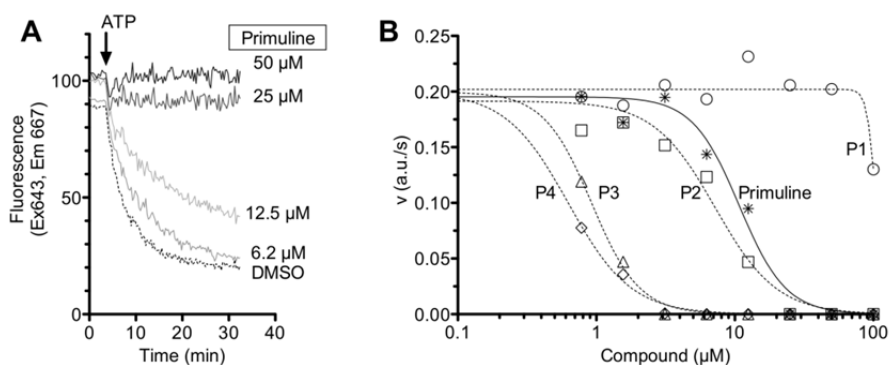 A
ATP
Primuline
50 µM
25 µM
12.5 µM
6.2 µM
DMSO
100
50
0
0 10 20 30 40
Time (min)
Fluorescence
(Ex643, Em 667)
B
0.25
0.20
0.15
0.10
0.05
0.00
v (a.u./s)
P4
P3
P2
Primuline
P1
0.1 1 10 100
Compound (µM)